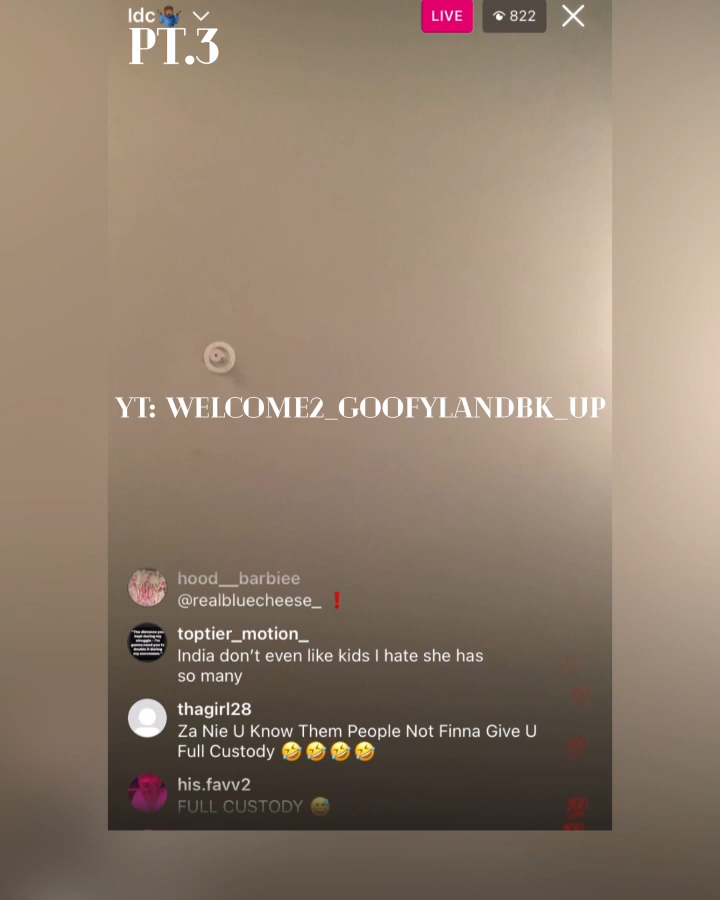 Idc🤷🏾‍♂️
LIVE
822
PT.3
YT: WELCOME2_GOOFYLANDBK_UP
hood__barbiee
@realbluecheese_ ❗
toptier_motion_
India don't even like kids I hate she has
so many
thagirl28
Za Nie U Know Them People Not Finna Give U
Full Custody 🤣🤣🤣🤣
his.favv2
FULL CUSTODY 😅